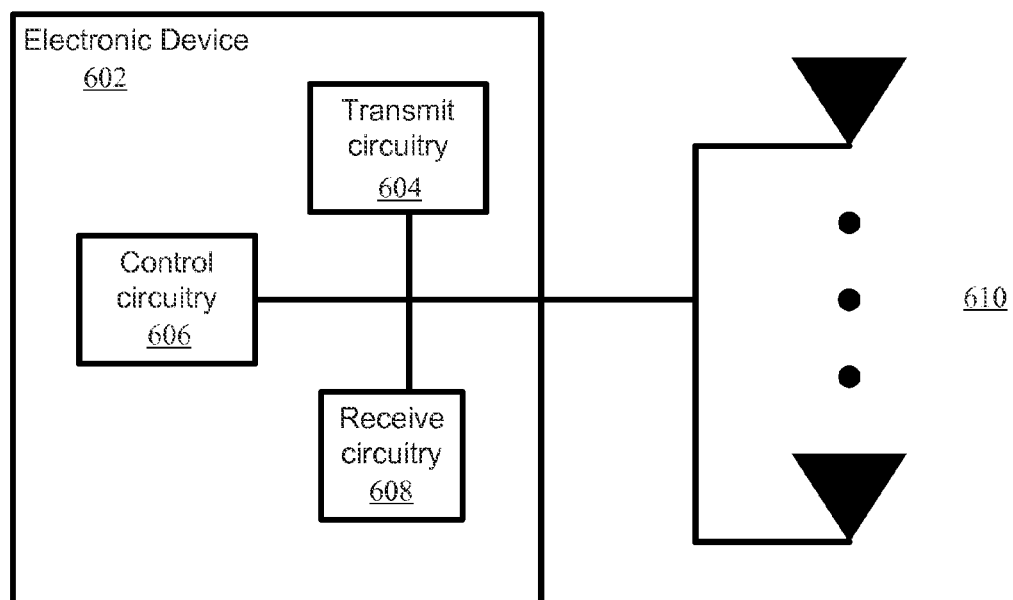 Electronic Device
602
Transmit
circuitry
604
Control
circuitry
606
610
Receive
circuitry
608